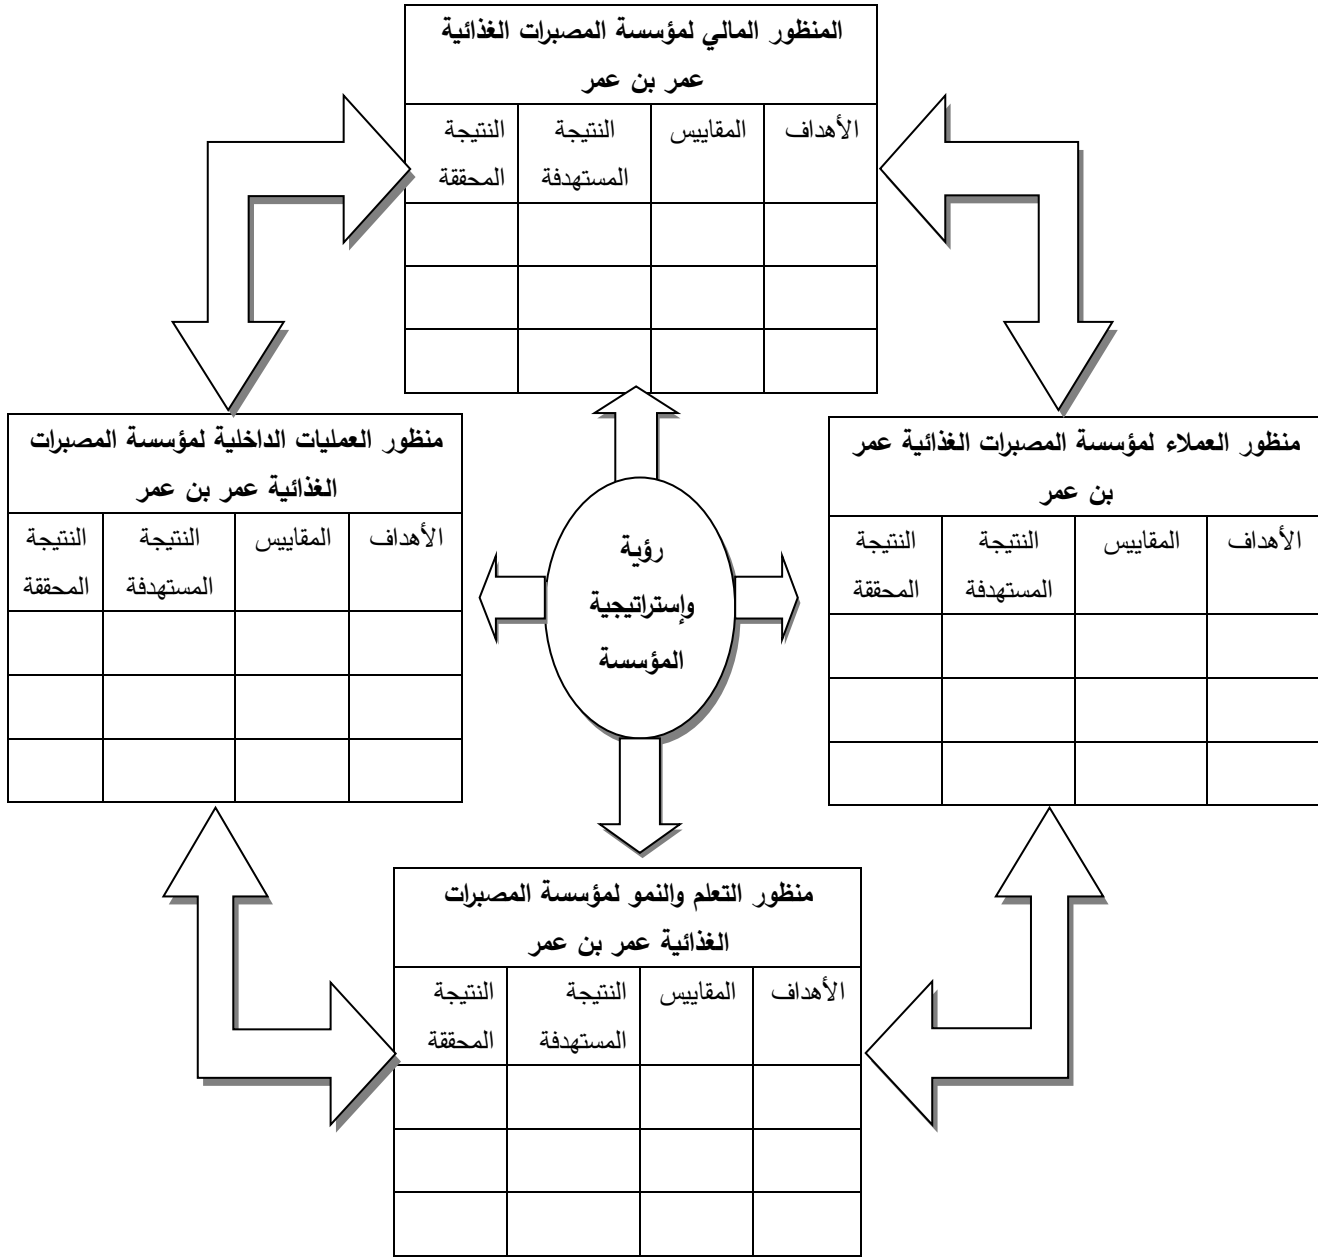 المنظور المالي لمؤسسة المصبرات الغذائية
عمر بن عمر
الأهداف
المقاييس
النتيجة
المستهدفة
النتيجة
المحققة
منظور العملاء لمؤسسة المصبرات الغذائية عمر
بن عمر
الأهداف
المقاييس
النتيجة
المستهدفة
النتيجة
المحققة
رؤية
وإستراتيجية
المؤسسة
منظور العمليات الداخلية لمؤسسة المصبرات
الغذائية عمر بن عمر
الأهداف
المقاييس
النتيجة
المستهدفة
النتيجة
المحققة
منظور التعلم والنمو لمؤسسة المصبرات
الغذائية عمر بن عمر
الأهداف
المقاييس
النتيجة
المستهدفة
النتيجة
المحققة